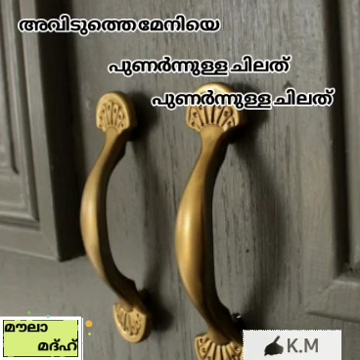 അവിടുത്തെ മേനിയെ
പുണർന്നുള്ള ചിലത്
പുണർന്നുള്ള ചിലത്
മൗലാ
മദ്ഹ്
K.M